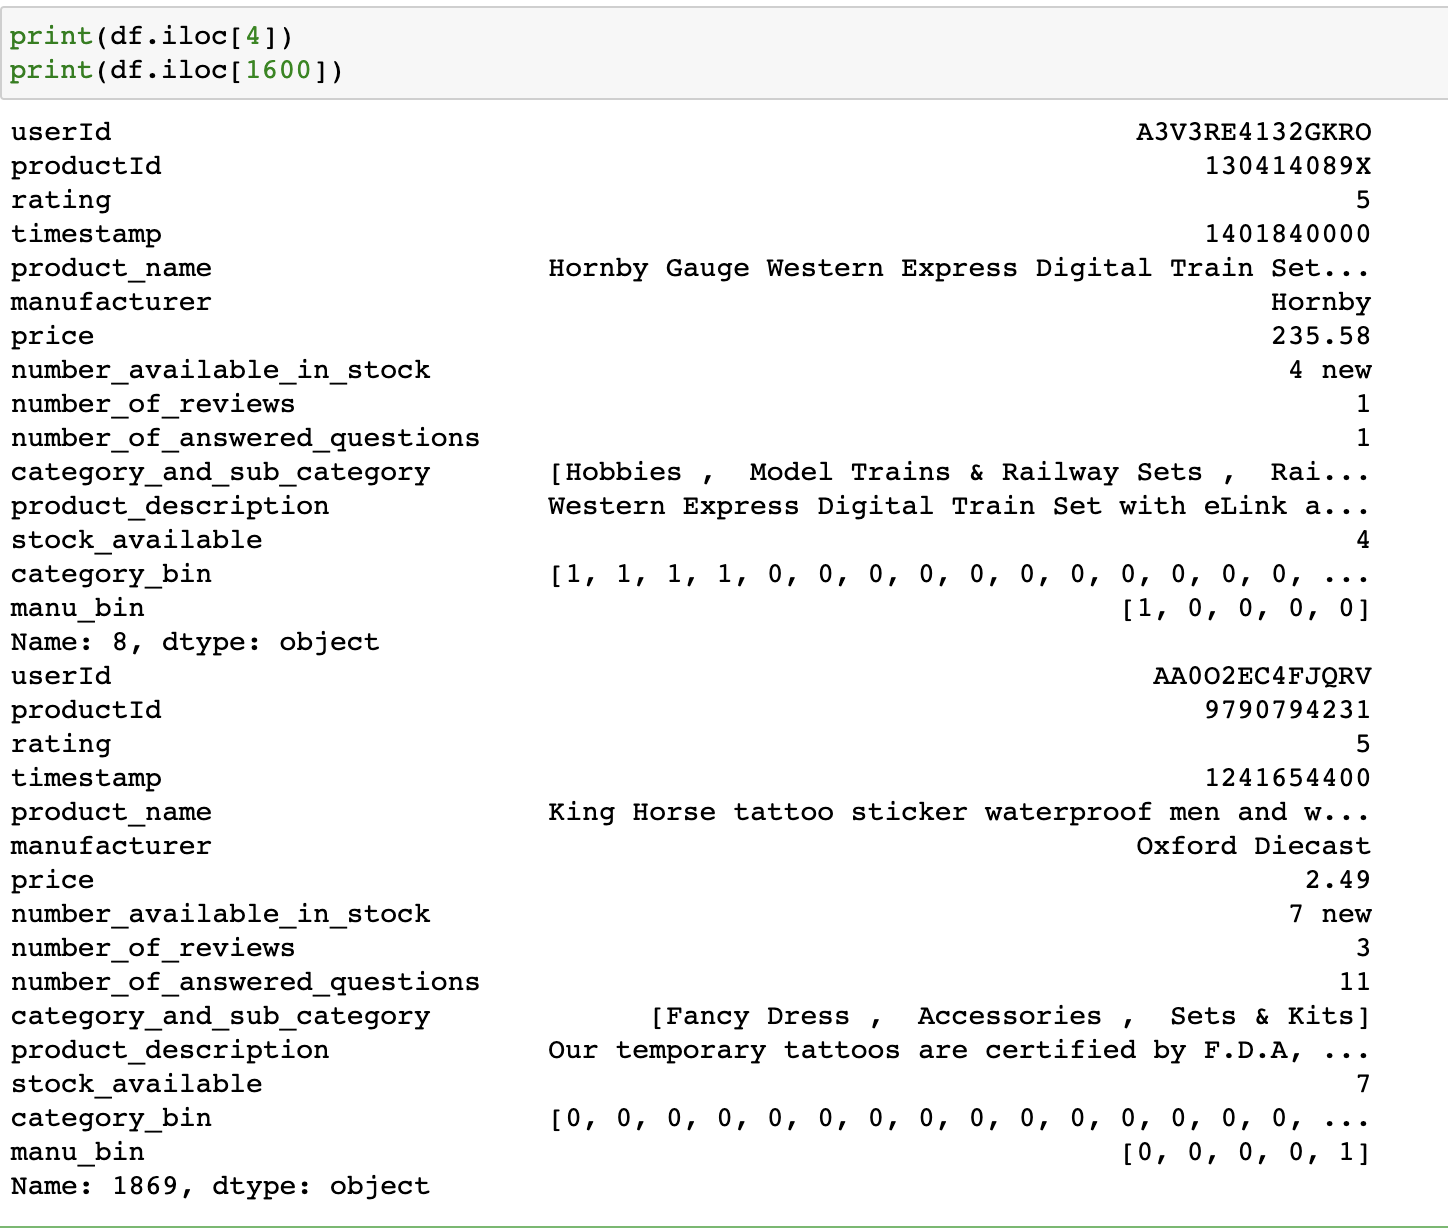 print(df.iloc[4])
print(df.iloc[1600])
userId A3V3RE4132GKRO
productId 130414089X
rating 5
timestamp 1401840000
product_name Hornby Gauge Western Express Digital Train Set...
manufacturer Hornby
price 235.58
number_available_in_stock 4 new
number_of_reviews 1
number_of_answered_questions 1
category_and_sub_category [Hobbies ,  Model Trains & Railway Sets ,  Rai...
product_description Western Express Digital Train Set with eLink a...
stock_available 4
category_bin [1, 1, 1, 1, 0, 0, 0, 0, 0, 0, 0, 0, 0, 0, 0, ...
manu_bin [1, 0, 0, 0, 0]
Name: 8, dtype: object
userId AA0O2EC4FJQRV
productId 9790794231
rating 5
timestamp 1241654400
product_name King Horse tattoo sticker waterproof men and w...
manufacturer Oxford Diecast
price 2.49
number_available_in_stock 7 new
number_of_reviews 3
number_of_answered_questions 11
category_and_sub_category [Fancy Dress ,  Accessories ,  Sets & Kits]
product_description Our temporary tattoos are certified by F.D.A, ...
stock_available 7
category_bin [0, 0, 0, 0, 0, 0, 0, 0, 0, 0, 0, 0, 0, 0, 0, ...
manu_bin [0, 0, 0, 0, 1]
Name: 1869, dtype: object